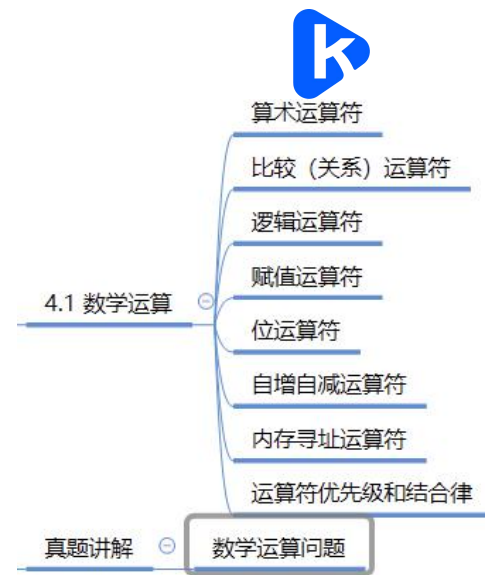 算术运算符
比较（关系）运算符
逻辑运算符
赋值运算符
4.1 数学运算
位运算符
自增自减运算符
内存寻址运算符
运算符优先级和结合律
真题讲解
数学运算问题